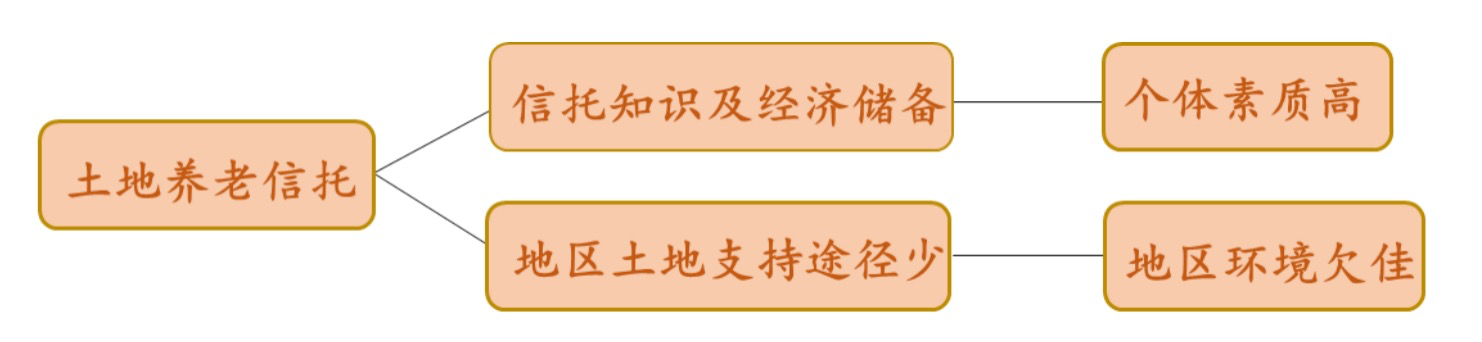 土地养老信托
信托知识及经济储备
个体素质高
地区土地支持途径少
地区环境欠佳